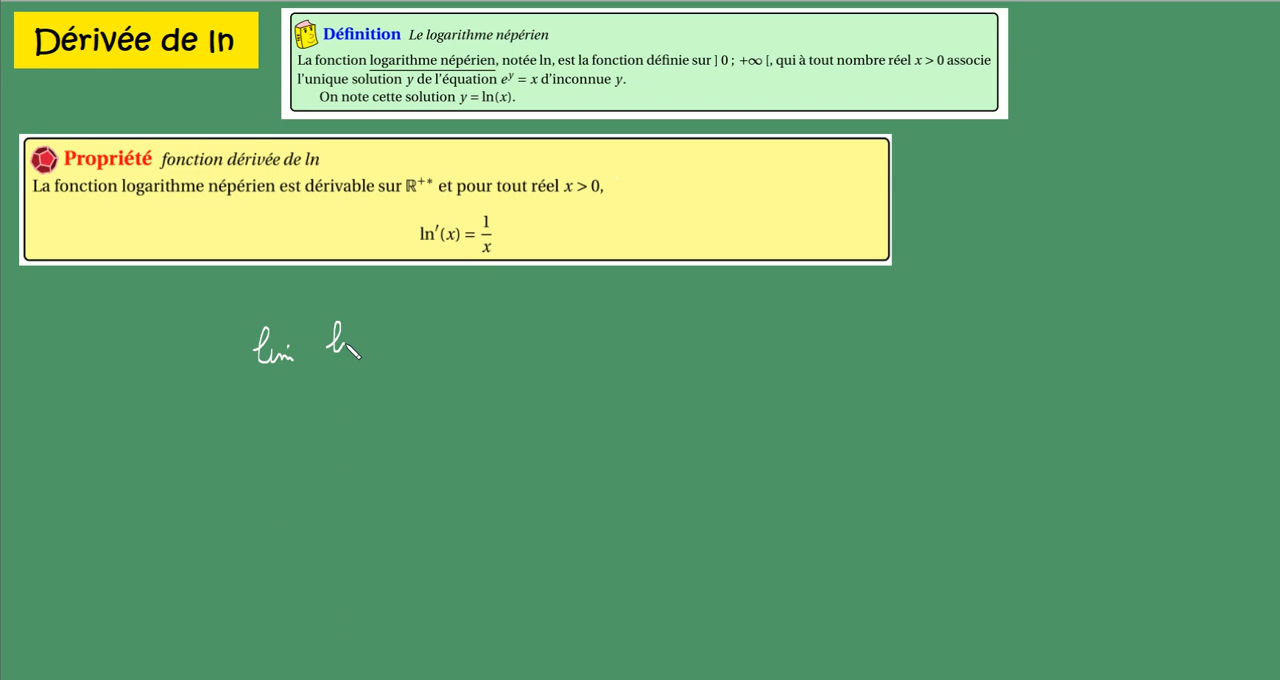 Dérivée de ln
Définition Le logarithme népérien
La fonction logarithme népérien, notée ln, est la fonction définie sur ] 0 ; +∞ [, qui à tout nombre réel x > 0 associe
l'unique solution y de l'équation e^y = x d'inconnue y.
On note cette solution y = ln(x).
Propriété fonction dérivée de ln
La fonction logarithme népérien est dérivable sur ℝ⁺* et pour tout réel x > 0,
ln′(x) = 1/x
lim